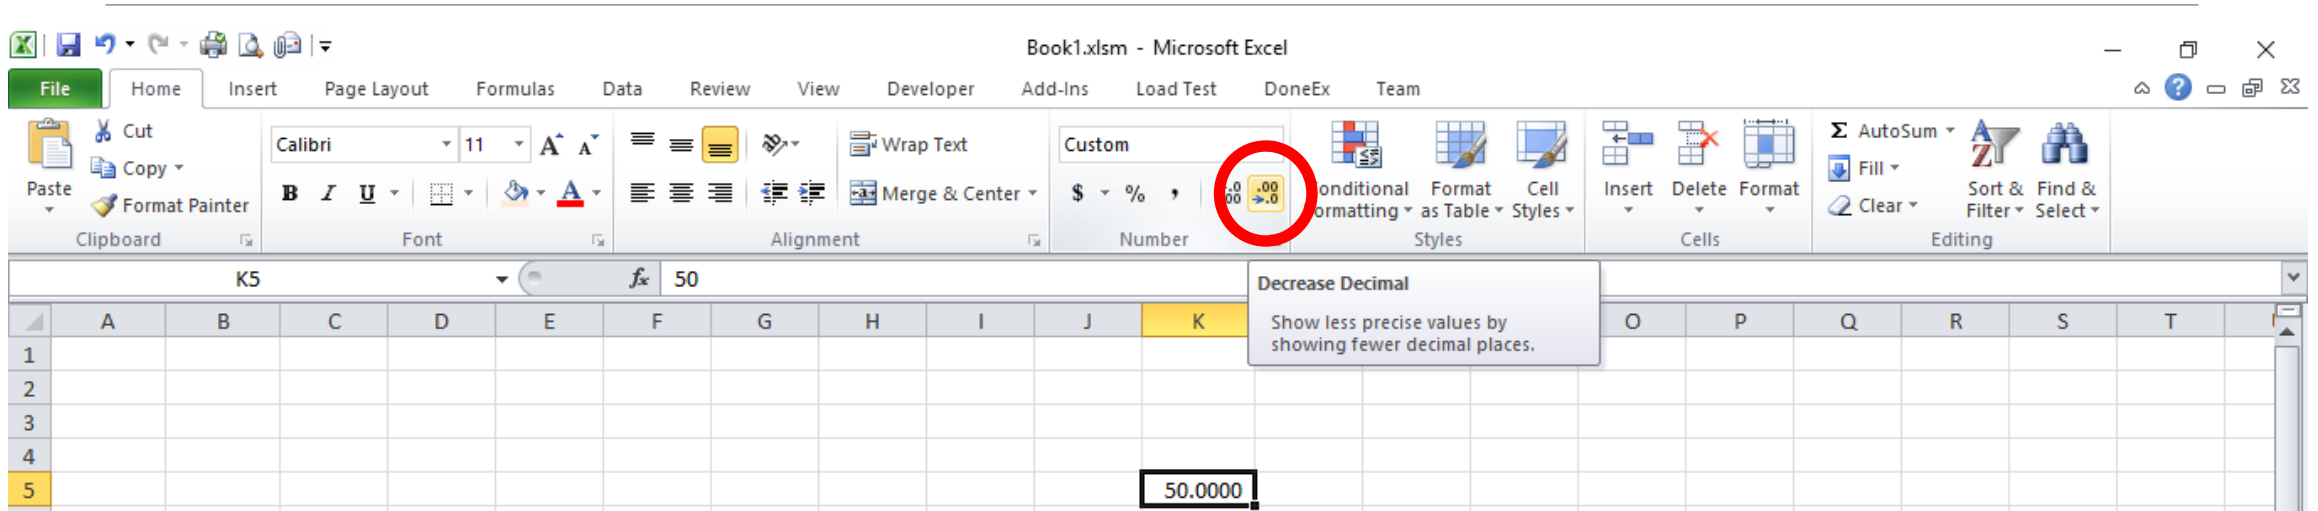 Book1.xlsm - Microsoft Excel
File Home Insert Page Layout Formulas Data Review View Developer Add-Ins Load Test DoneEx Team
Cut
Copy
Format Painter
Paste
Clipboard
Calibri 11 A A
B I U A
Font
Wrap Text
Merge & Center
Alignment
Custom
$ % , .00 .0
Number
onditional
ormatting
Format
as Table
Cell
Styles
Styles
Insert Delete Format
Cells
Σ AutoSum
Fill
Clear
Sort &
Filter
Find &
Select
Editing
K5 fx 50
Decrease Decimal
Show less precise values by
showing fewer decimal places.
A B C D E F G H I J K O P Q R S T
1
2
3
4
5 50.0000